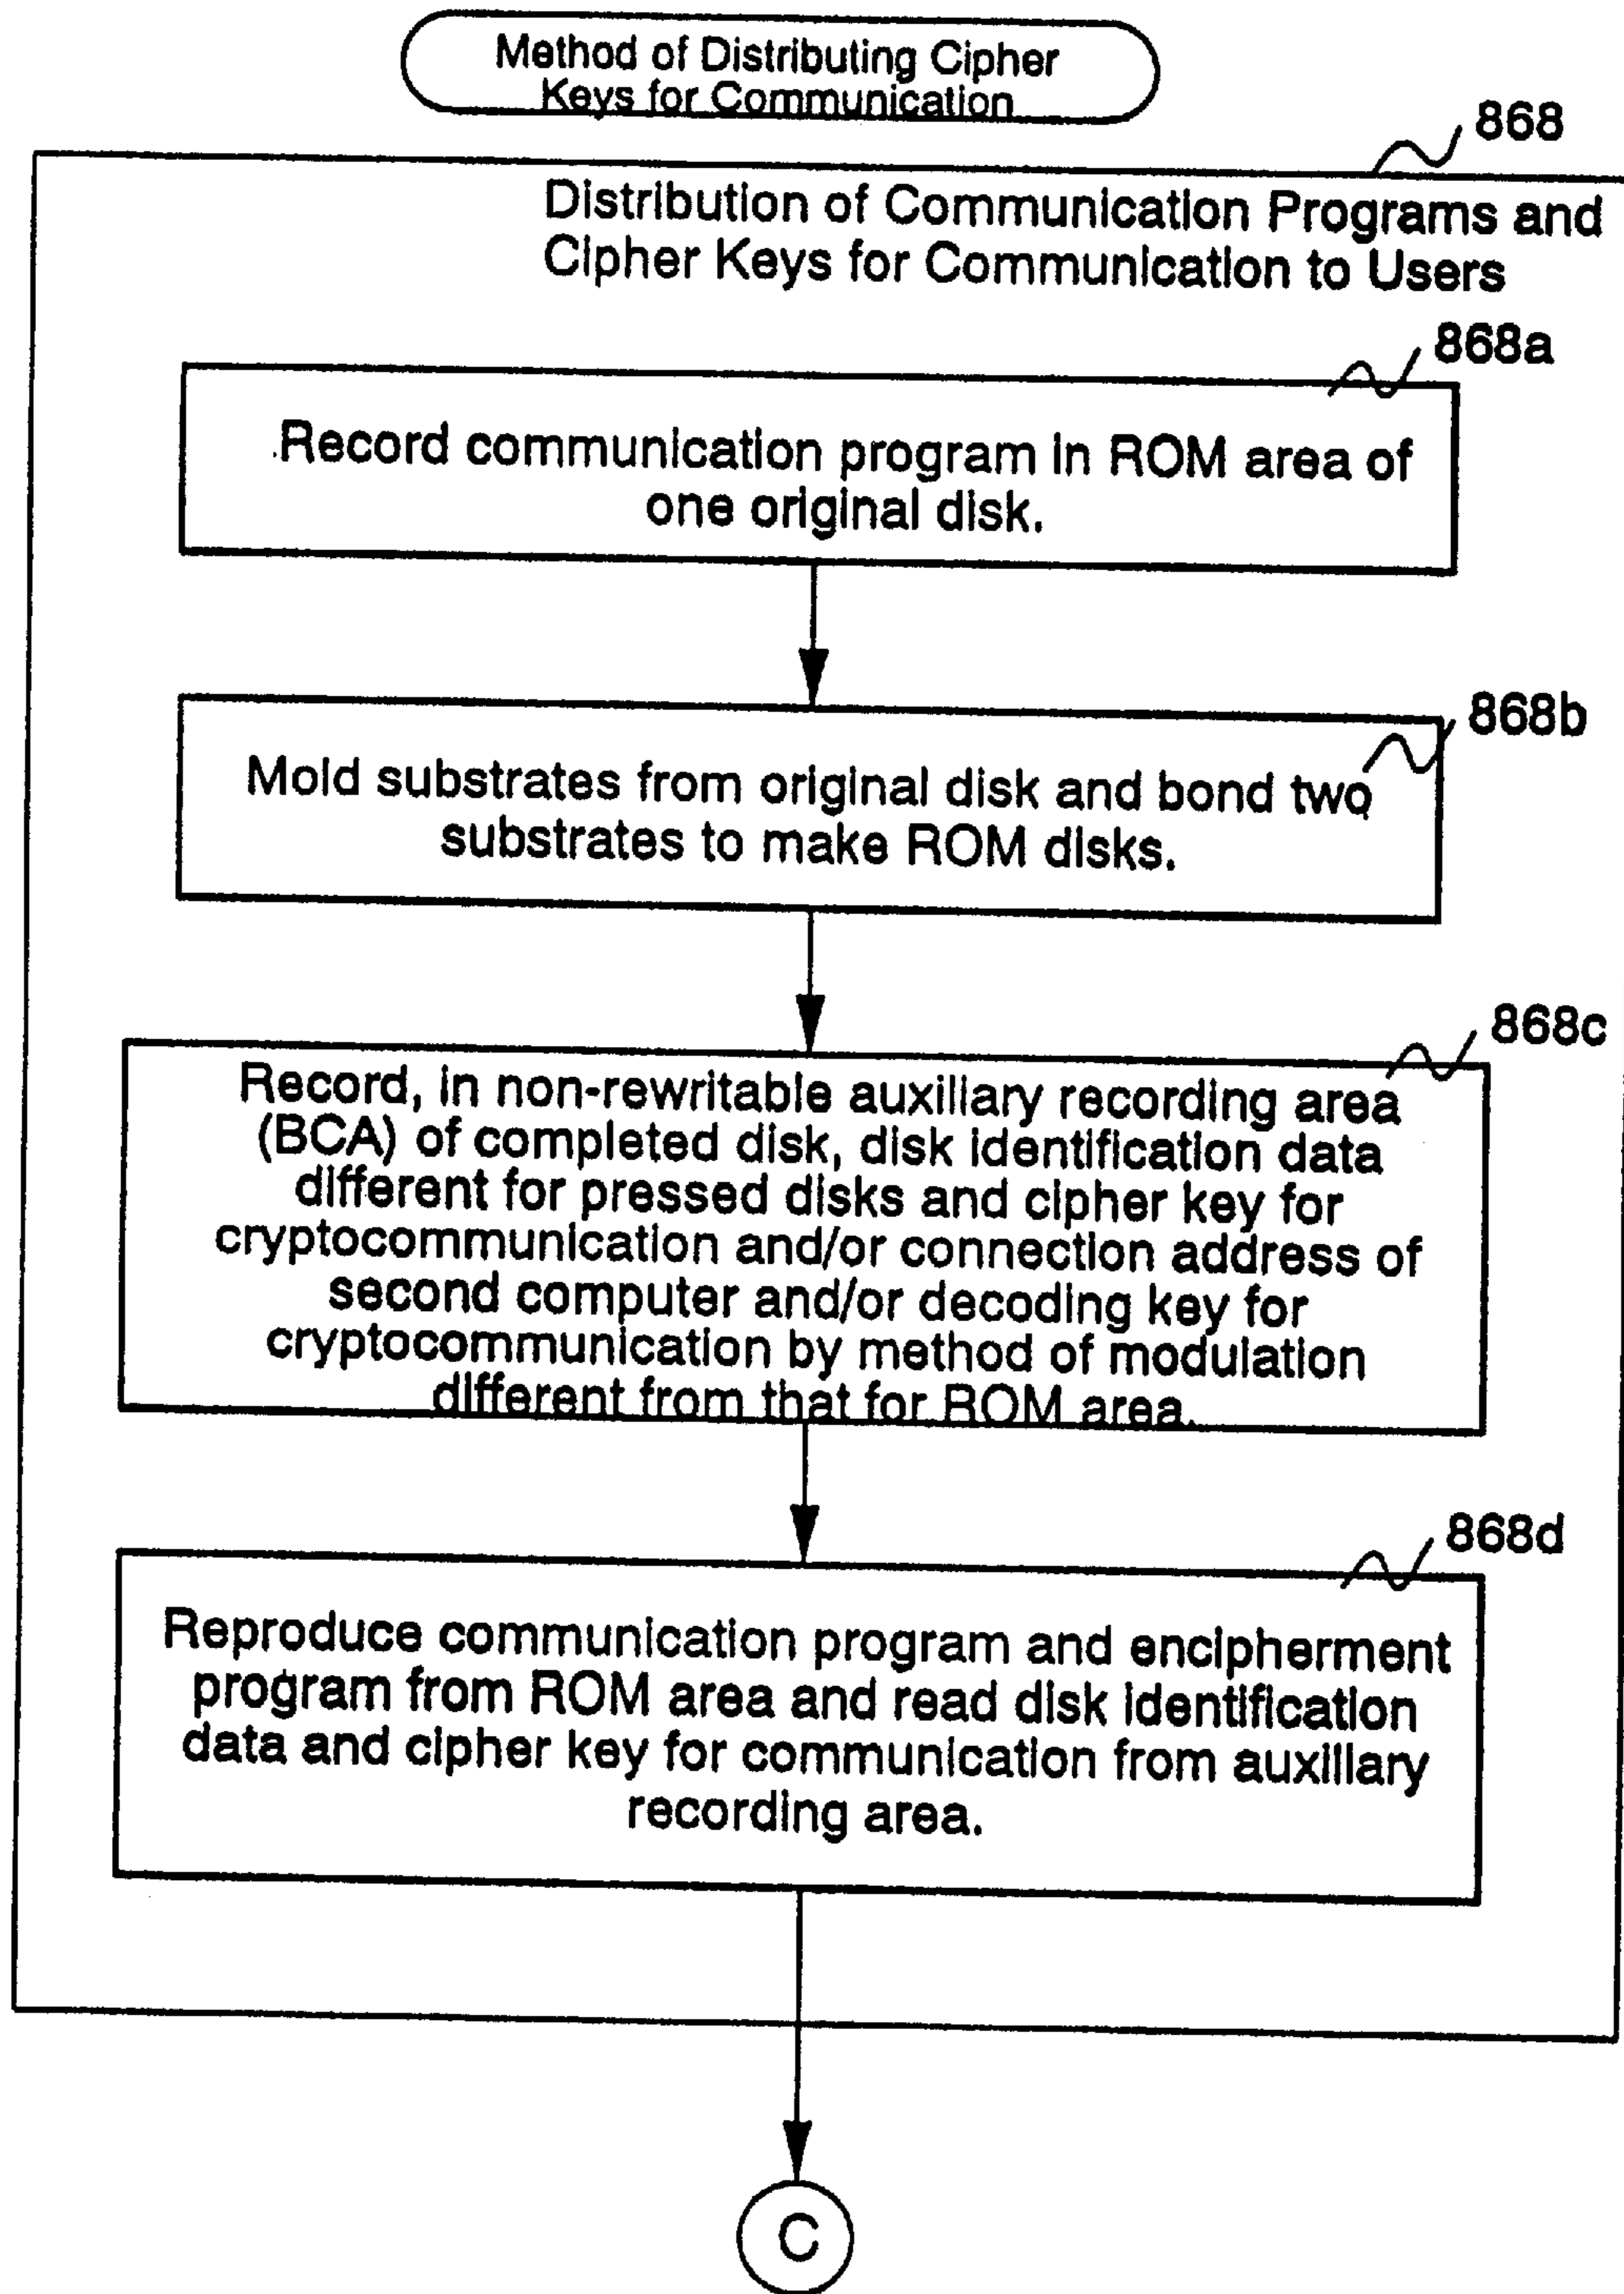 Method of Distributing Cipher
Keys for Communication
868
Distribution of Communication Programs and
Cipher Keys for Communication to Users
868a
Record communication program in ROM area of
one original disk.
868b
Mold substrates from original disk and bond two
substrates to make ROM disks.
868c
Record, in non-rewritable auxiliary recording area
(BCA) of completed disk, disk identification data
different for pressed disks and cipher key for
cryptocommunication and/or connection address of
second computer and/or decoding key for
cryptocommunication by method of modulation
different from that for ROM area.
868d
Reproduce communication program and encipherment
program from ROM area and read disk identification
data and cipher key for communication from auxiliary
recording area.
C